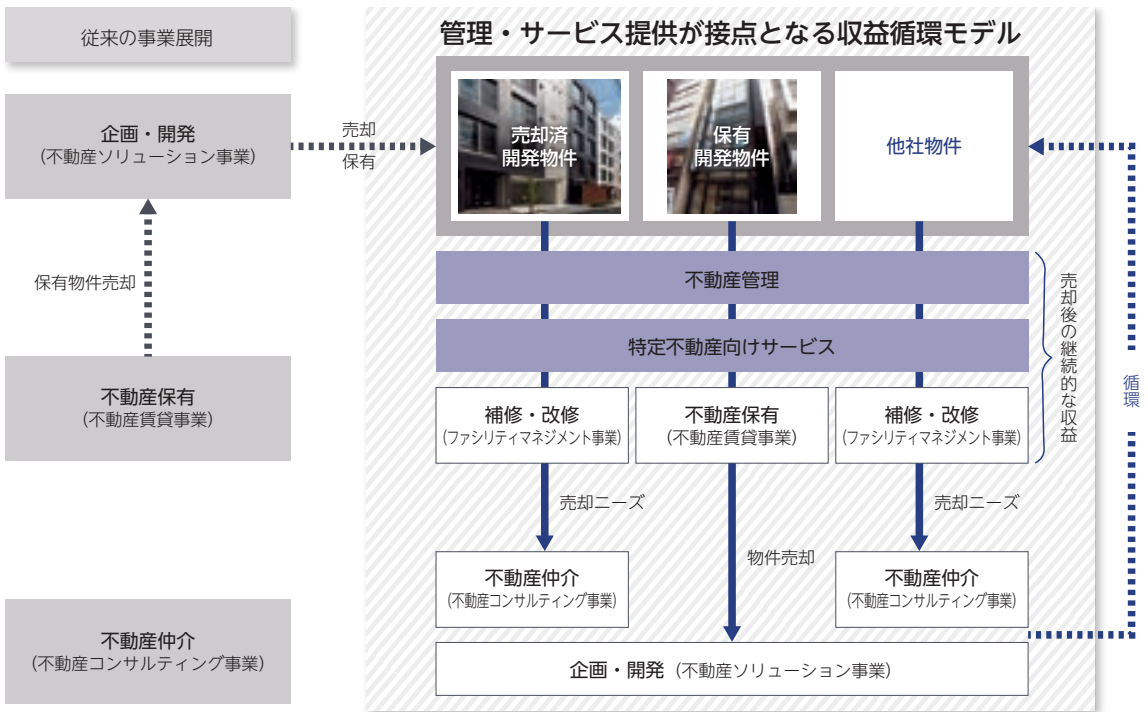 従来の事業展開
企画・開発
(不動産ソリューション事業)
保有物件売却
不動産保有
(不動産賃貸事業)
不動産仲介
(不動産コンサルティング事業)
売却
保有
管理・サービス提供が接点となる収益循環モデル
売却済
開発物件
保有
開発物件
他社物件
不動産管理
特定不動産向けサービス
補修・改修
(ファシリティマネジメント事業)
不動産保有
(不動産賃貸事業)
補修・改修
(ファシリティマネジメント事業)
売却後の継続的な収益
循環
売却ニーズ
物件売却
売却ニーズ
不動産仲介
(不動産コンサルティング事業)
不動産仲介
(不動産コンサルティング事業)
企画・開発(不動産ソリューション事業)